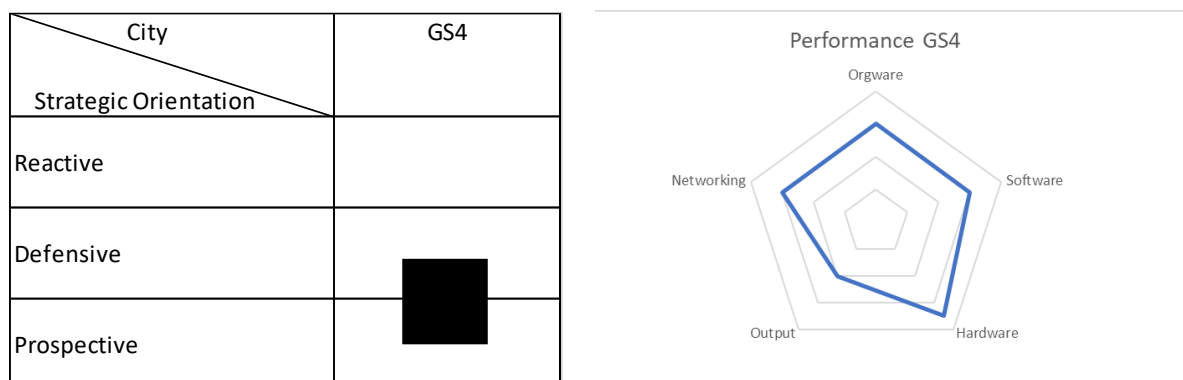 City
GS4
Strategic Orientation
Reactive
Defensive
Prospective
Performance GS4
Orgware
Networking
Software
Output
Hardware